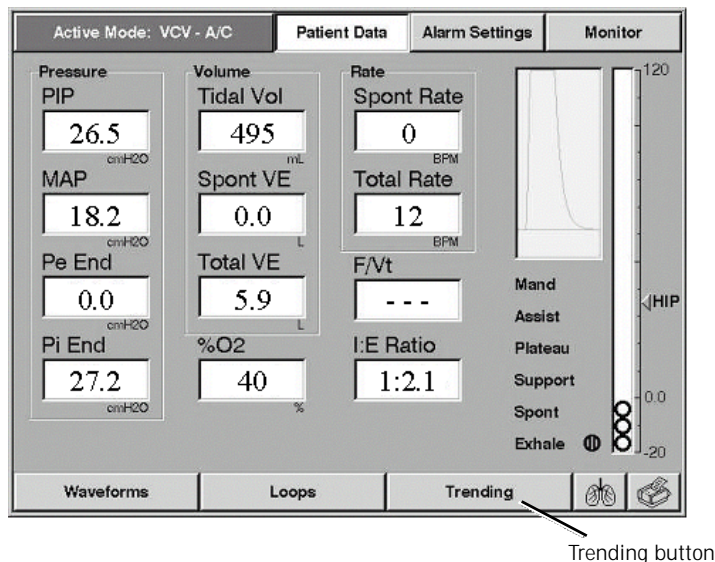 Active Mode: VCV - A/C Patient Data Alarm Settings Monitor
Pressure Volume Rate
PIP Tidal Vol Spont Rate
26.5 495 0
cmH2O mL BPM
MAP Spont VE Total Rate
18.2 0.0 12
cmH2O L BPM
Pe End Total VE F/Vt
0.0 5.9 - - -
cmH2O L
Pi End %O2 I:E Ratio
27.2 40 1:2.1
cmH2O %
120
HIP
0.0
-20
Mand
Assist
Plateau
Support
Spont
Exhale
Waveforms Loops Trending
Trending button